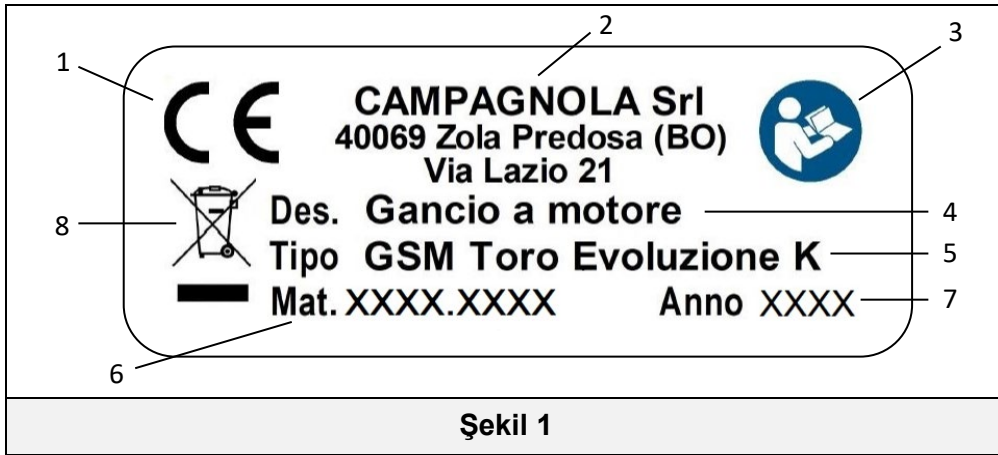 1
2
3
CE
CAMPAGNOLA Srl
40069 Zola Predosa (BO)
Via Lazio 21
8
Des. Gancio a motore
4
Tipo GSM Toro Evoluzione K
5
Mat. XXXX.XXXX Anno XXXX
7
6
Şekil 1